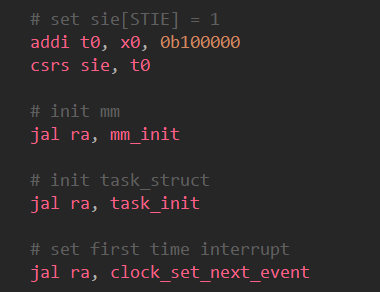 # set sie[STIE] = 1
addi t0, x0, 0b100000
csrs sie, t0
# init mm
jal ra, mm_init
# init task_struct
jal ra, task_init
# set first time interrupt
jal ra, clock_set_next_event